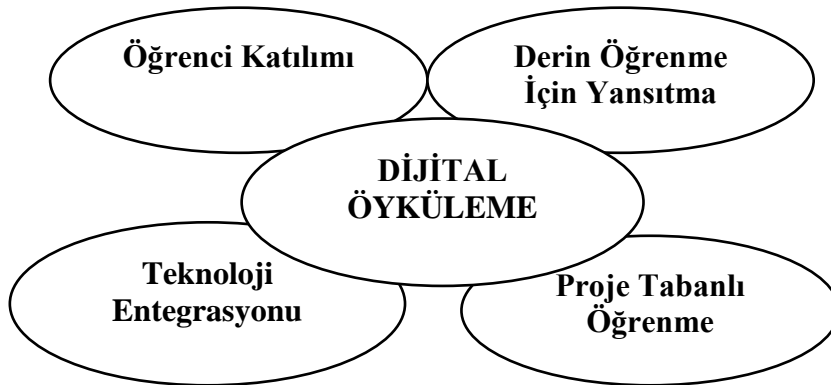 Öğrenci Katılımı
Derin Öğrenme
İçin Yansıtma
DİJİTAL
ÖYKÜLEME
Teknoloji
Entegrasyonu
Proje Tabanlı
Öğrenme